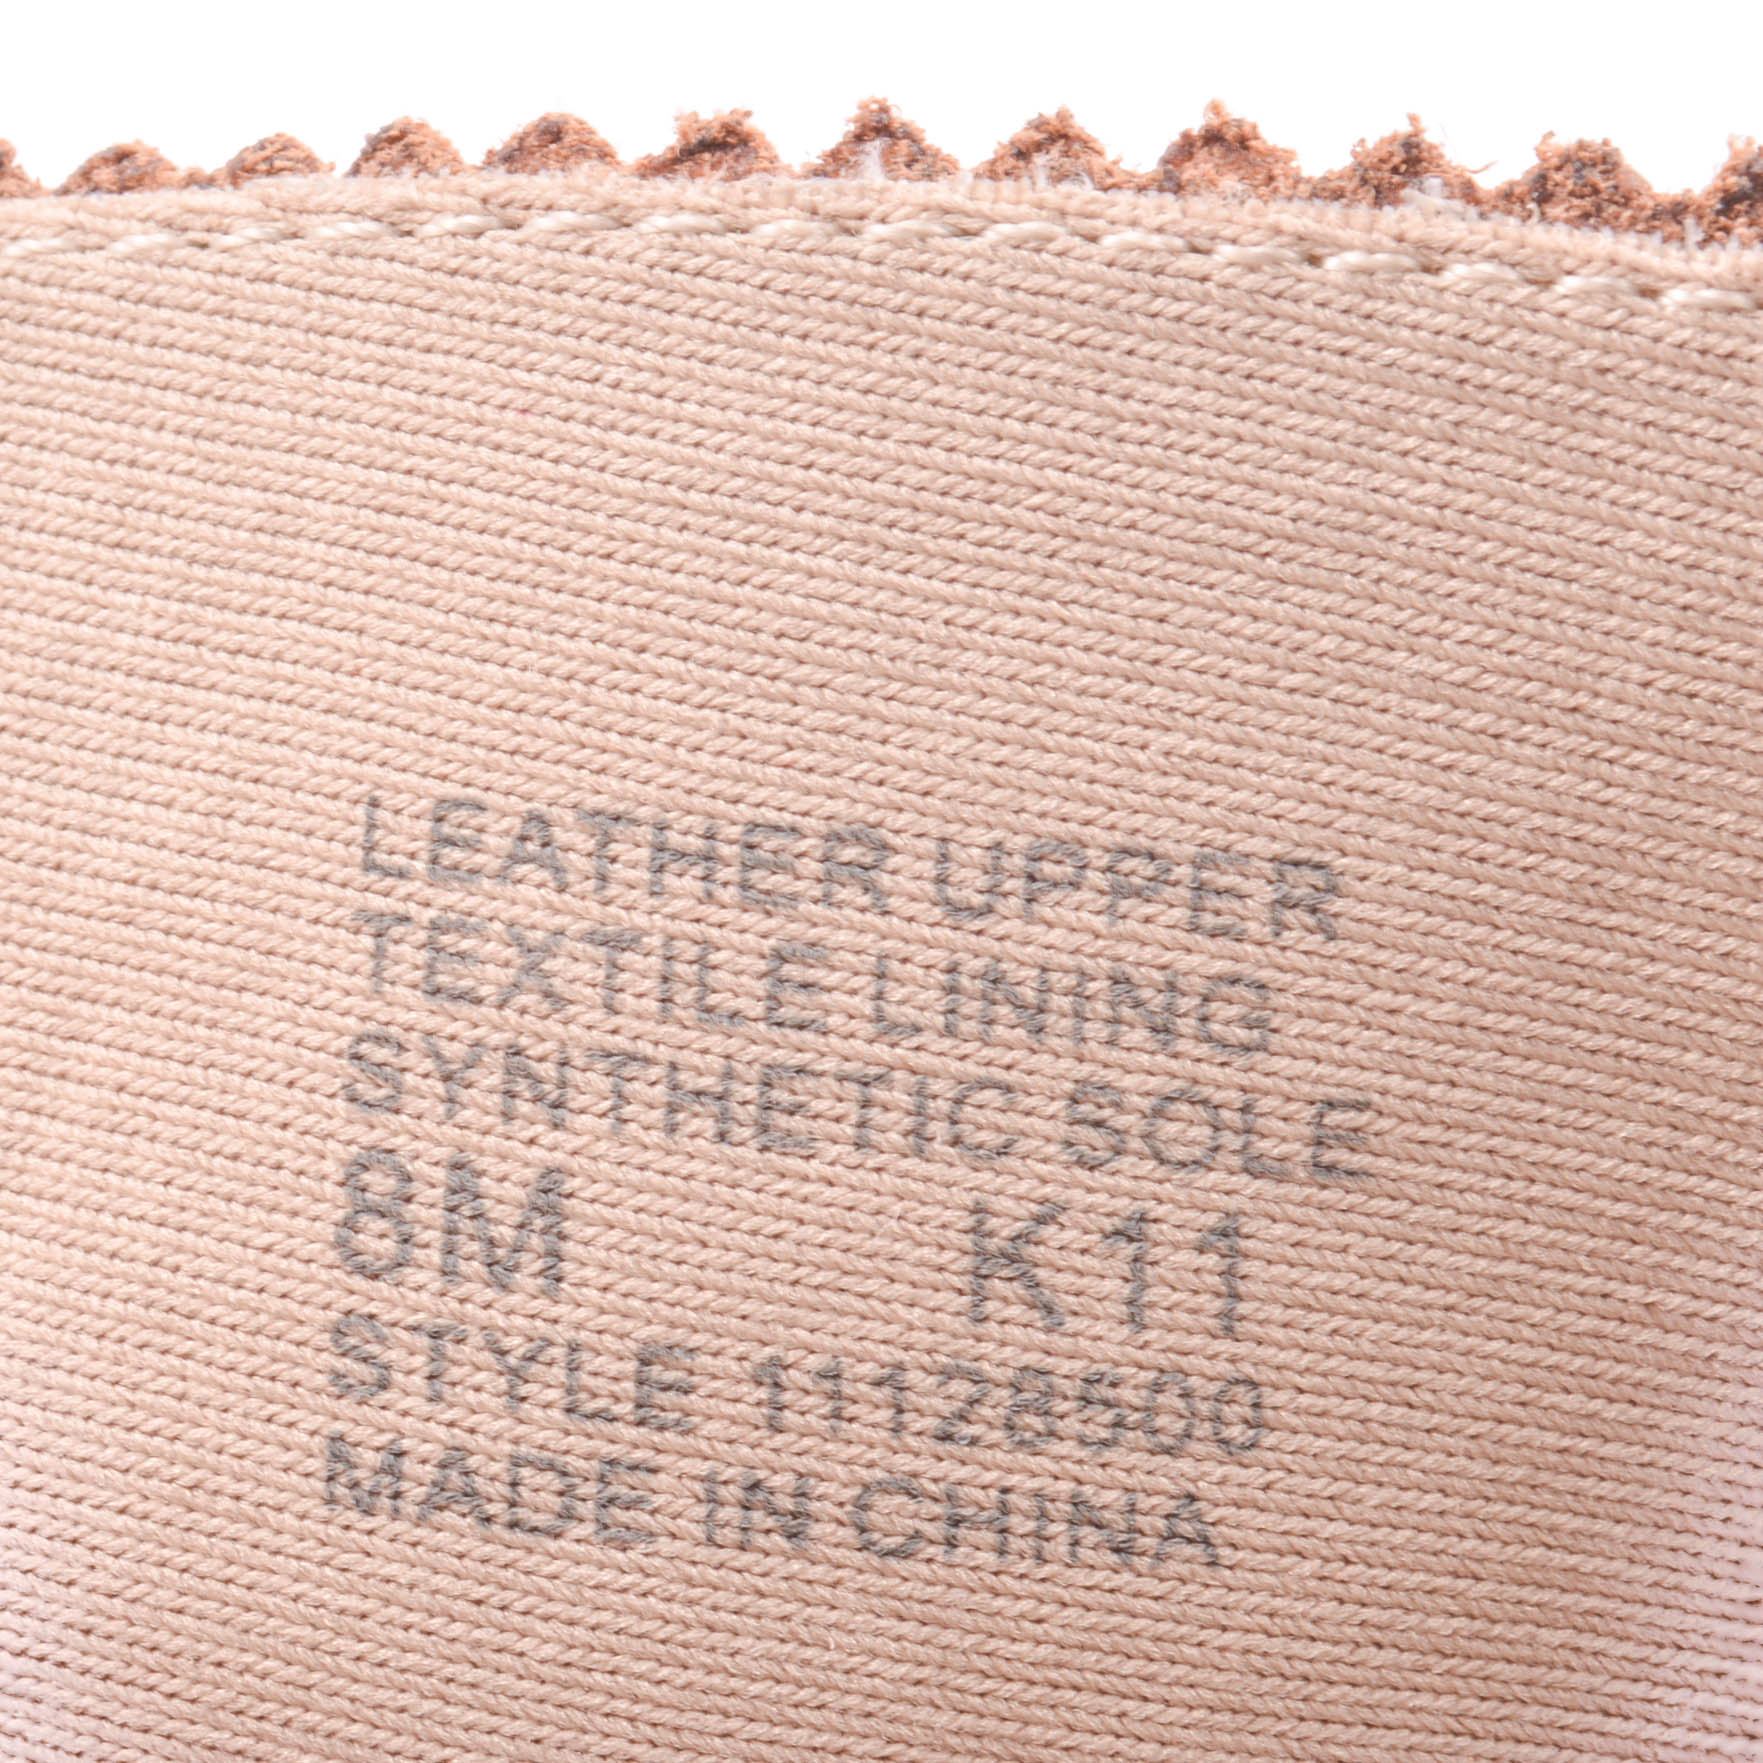 LEATHER UPPER
TEXTILE LINING
SYNTHETIC SOLE
8M K11
STYLE 11128500
MADE IN CHINA